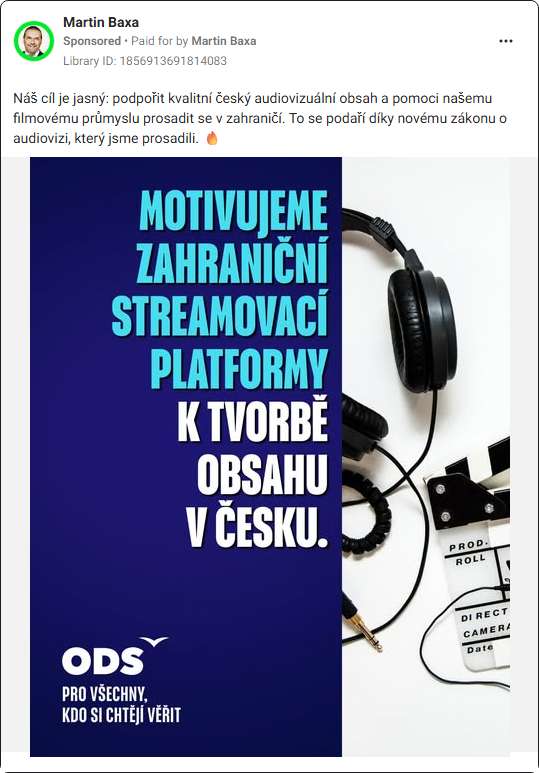 Martin Baxa
Sponsored • Paid for by Martin Baxa
Library ID: 1856913691814083
Náš cíl je jasný: podpořit kvalitní český audiovizuální obsah a pomoci našemu
filmovému průmyslu prosadit se v zahraničí. To se podaří díky novému zákonu o
audiovizi, který jsme prosadili. 🔥
MOTIVUJEME
ZAHRANIČNÍ
STREAMOVACÍ
PLATFORMY
K TVORBĚ
OBSAHU
V ČESKU.
PROD.
ROLL
DIRECT
CAMERA
Date
ODS
PRO VŠECHNY,
KDO SI CHTĚJÍ VĚŘIT